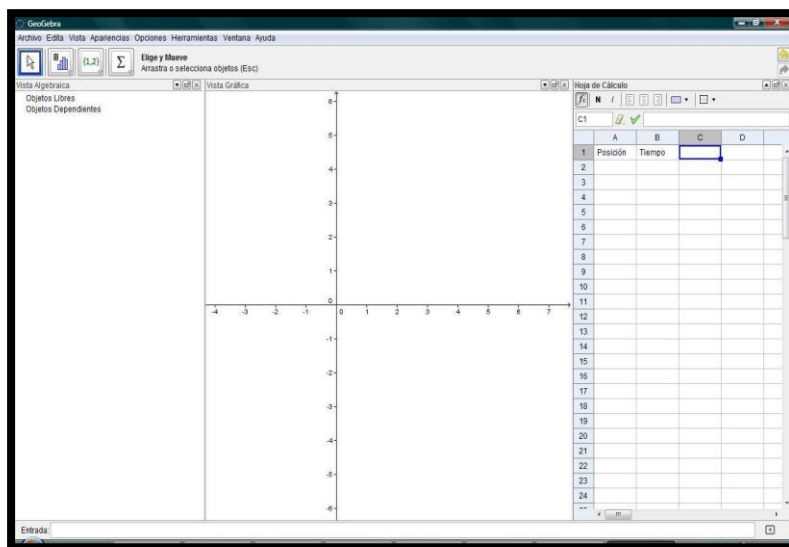 GeoGebra
Archivo Edita Vista Apariencias Opciones Herramientas Ventana Ayuda
{1,2} Σ
Elige y Mueve
Arrastra o selecciona objetos (Esc)
Vista Algebraica
Objetos Libres
Objetos Dependientes
Vista Gráfica
6
5
4
3
2
1
0
-4 -3 -2 -1 0 1 2 3 4 5 6 7
-1
-2
-3
-4
-5
-6
Hoja de Cálculo
fx N I
C1
A B C D
1 Posición Tiempo
2
3
4
5
6
7
8
9
10
11
12
13
14
15
16
17
18
19
20
21
22
23
24
Entrada: